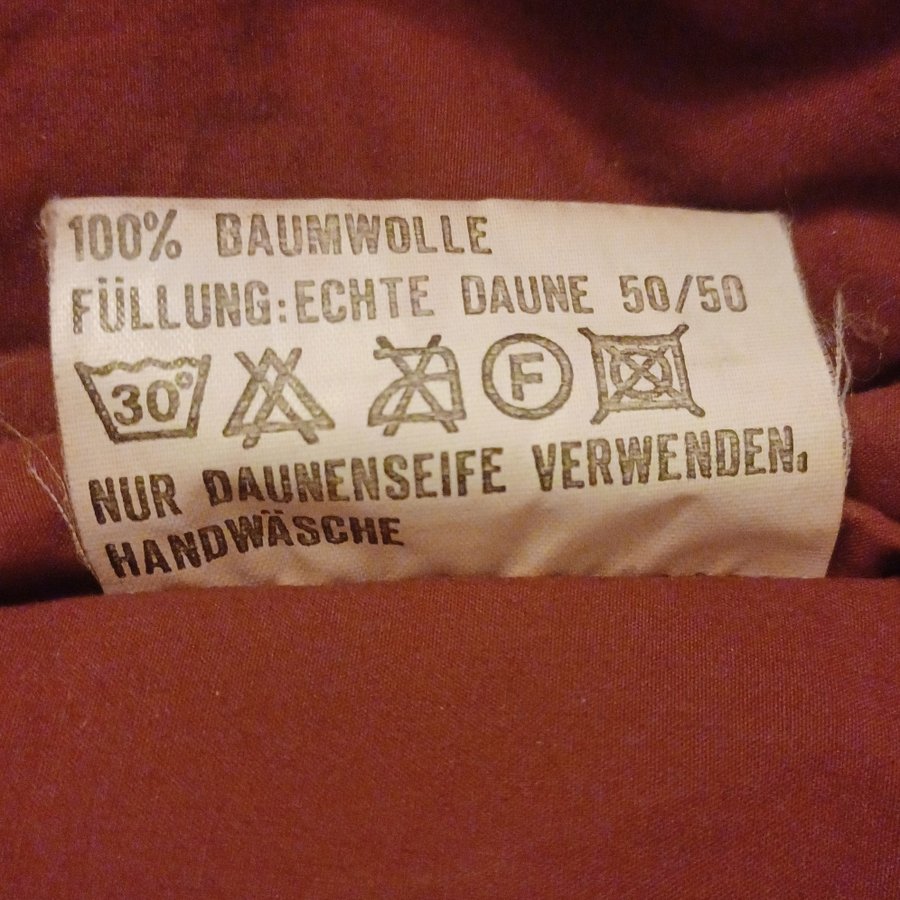 100% BAUMWOLLE
FÜLLUNG: ECHTE DAUNE 50/50
30° F
NUR DAUNENSEIFE VERWENDEN.
HANDWÄSCHE